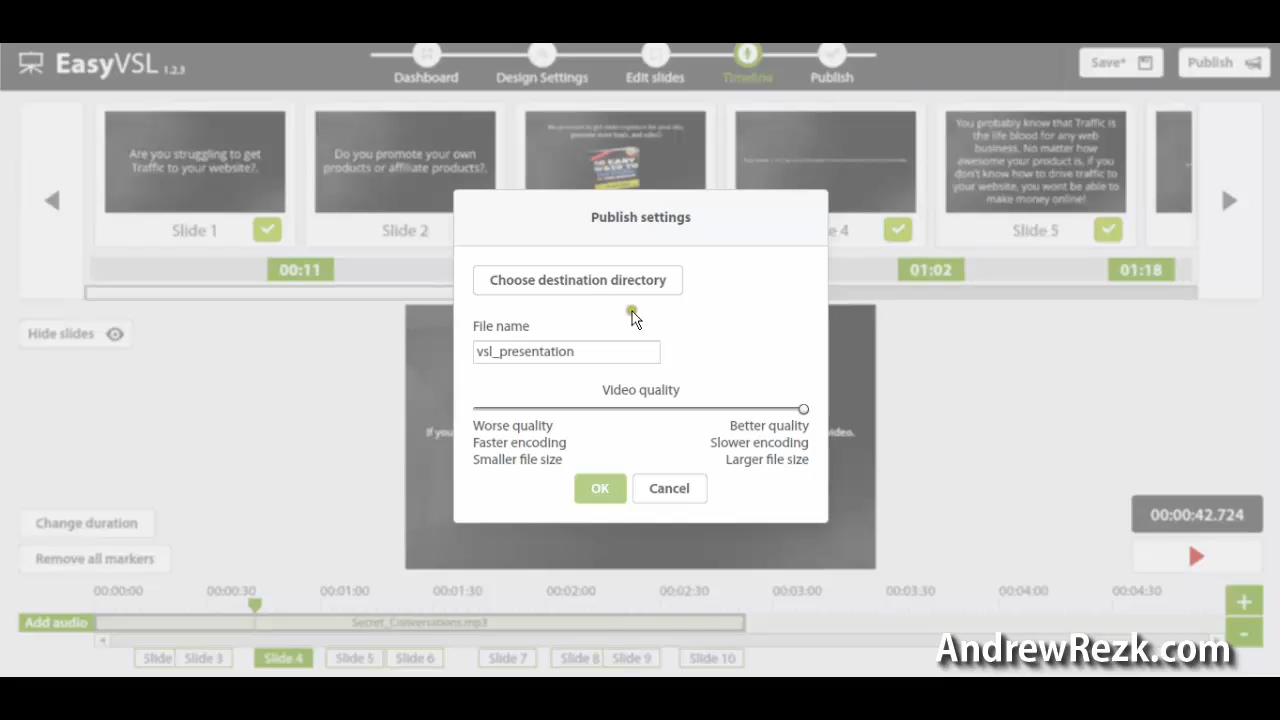 EasyVSL 1.2.3
Dashboard
Design Settings
Edit slides
Timeline
Publish
Save*
Publish
Are you struggling to get
Traffic to your website?.
Slide 1
Do you promote your own
products or affiliate products?.
Slide 2
e 4
You probably know that Traffic is
the life blood for any web
business. No matter how
awesome your product is, if you
don't know how to drive traffic to
your website, you wont be able to
make money online!
Slide 5
00:11
01:02
01:18
Publish settings
Choose destination directory
File name
vsl_presentation
Video quality
Worse quality
Faster encoding
Smaller file size
Better quality
Slower encoding
Larger file size
OK
Cancel
Hide slides
If yo
video.
Change duration
Remove all markers
00:00:42.724
00:00:00
00:00:30
00:01:00
00:01:30
00:02:00
00:02:30
00:03:00
00:03:30
00:04:00
00:04:30
+
-
Add audio
Secret_Conversations.mp3
Slide
Slide 3
Slide 4
Slide 5
Slide 6
Slide 7
Slide 8
Slide 9
Slide 10
AndrewRezk.com